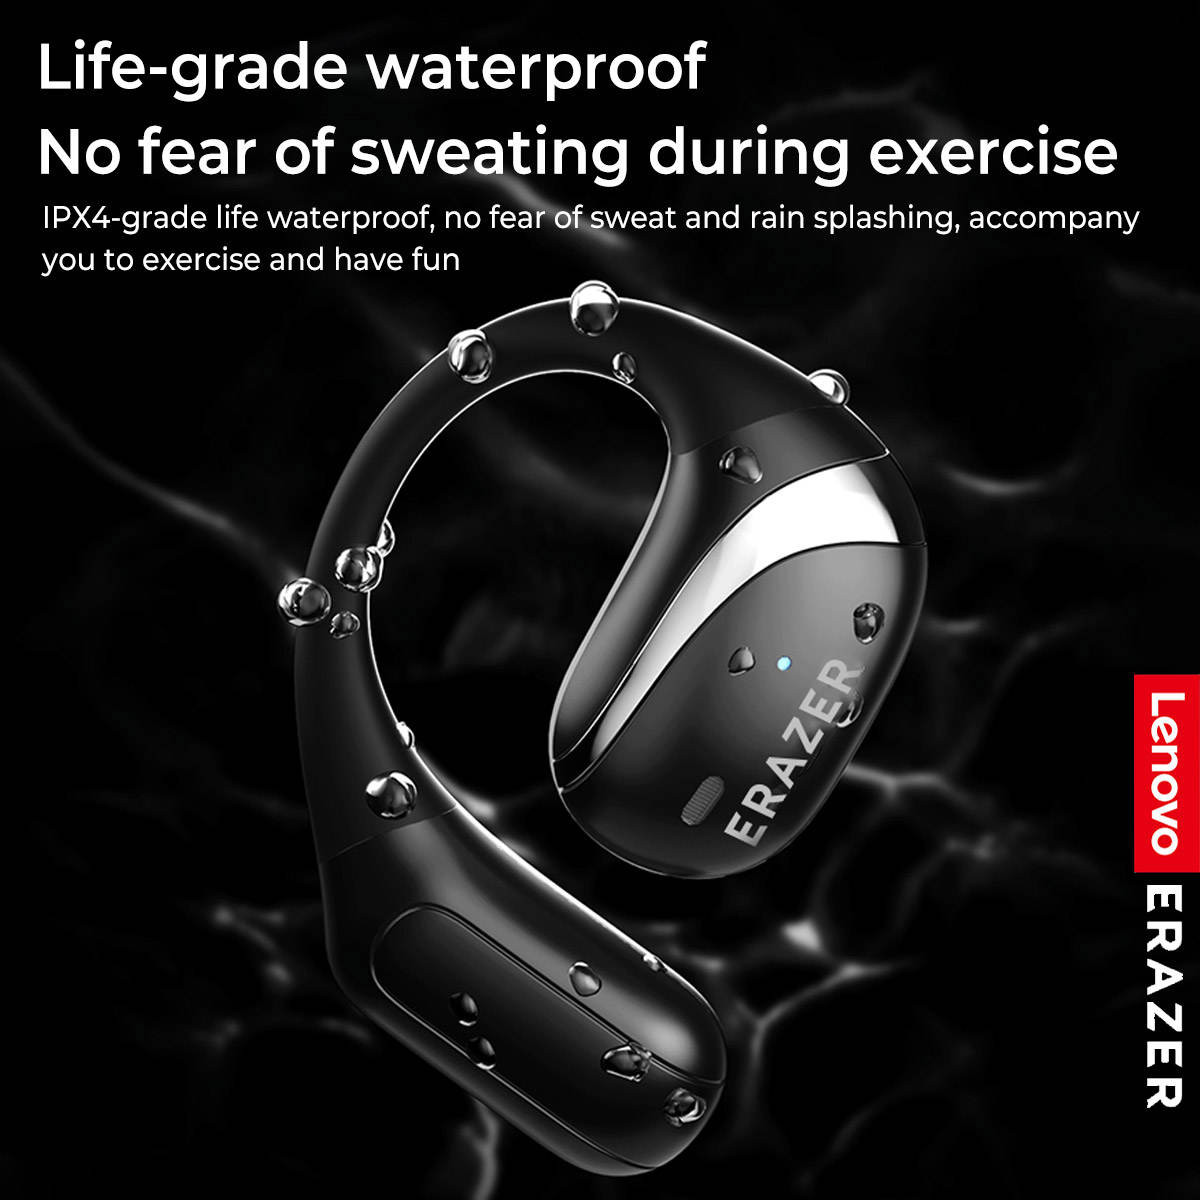 Life-grade waterproof
No fear of sweating during exercise
IPX4-grade life waterproof, no fear of sweat and rain splashing, accompany
you to exercise and have fun
ERAZER
Lenovo
ERAZER